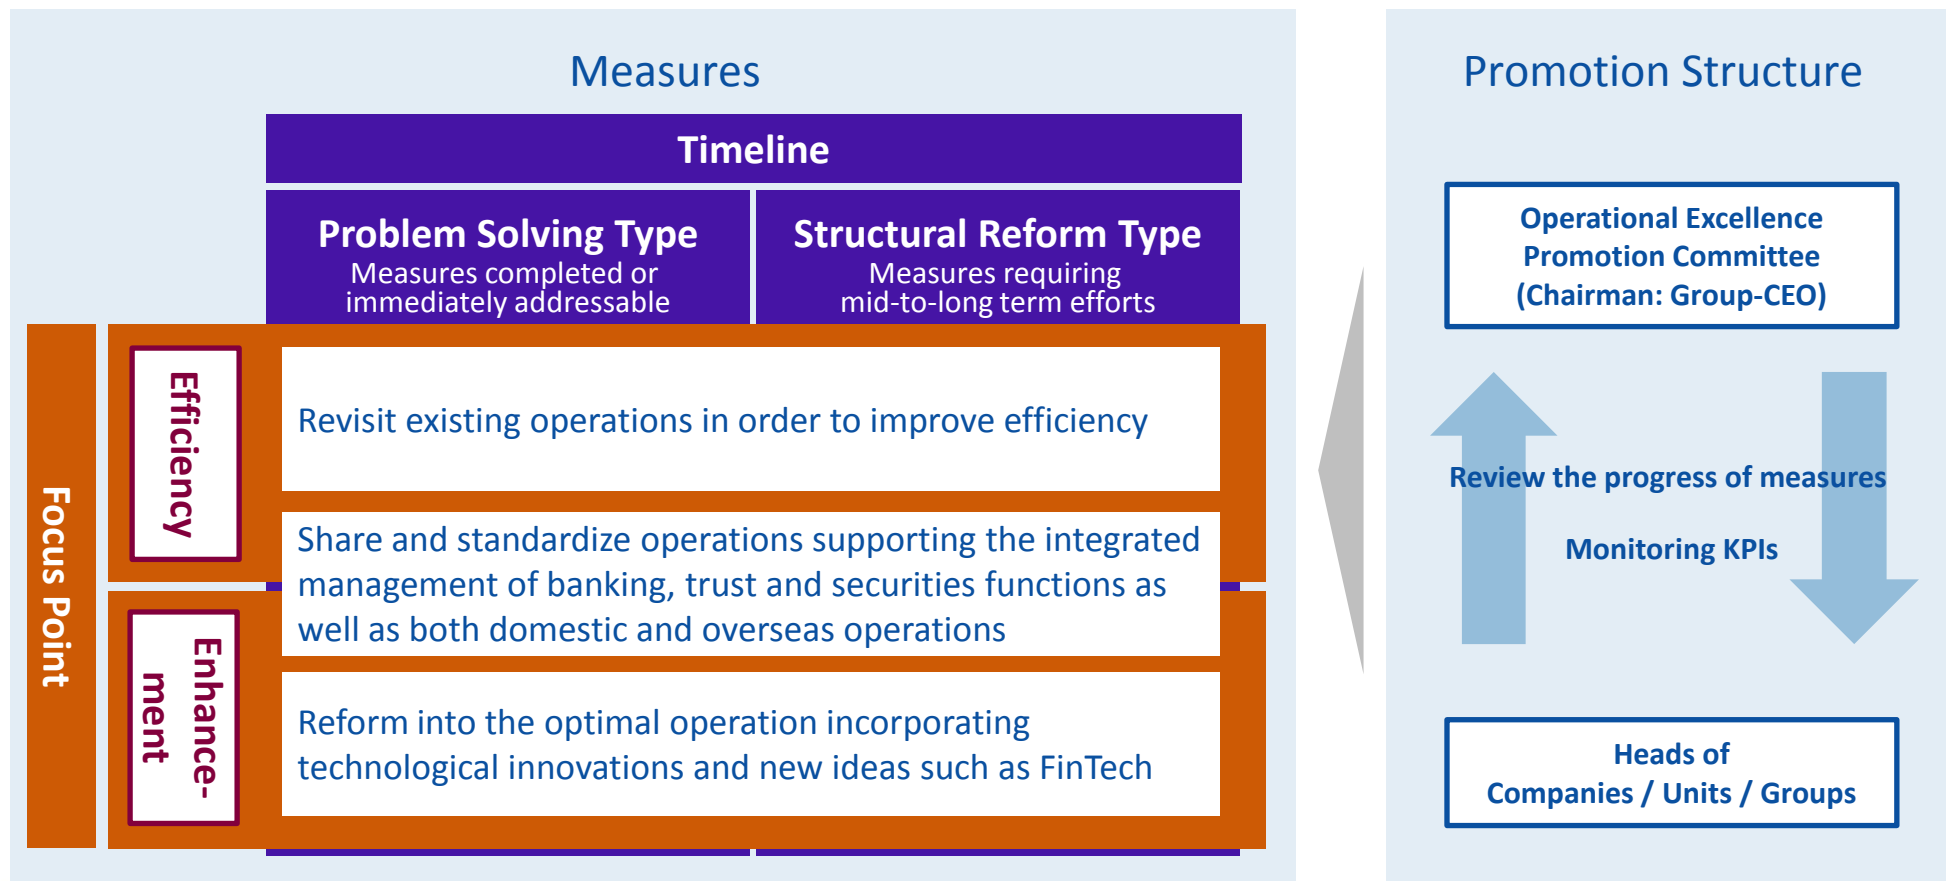 Measures
Timeline
Problem Solving Type
Measures completed or
immediately addressable
Structural Reform Type
Measures requiring
mid-to-long term efforts
Focus Point
Efficiency
Revisit existing operations in order to improve efficiency
Share and standardize operations supporting the integrated
management of banking, trust and securities functions as
well as both domestic and overseas operations
Enhance-
ment
Reform into the optimal operation incorporating
technological innovations and new ideas such as FinTech
Promotion Structure
Operational Excellence
Promotion Committee
(Chairman: Group-CEO)
Review the progress of measures
Monitoring KPIs
Heads of
Companies / Units / Groups